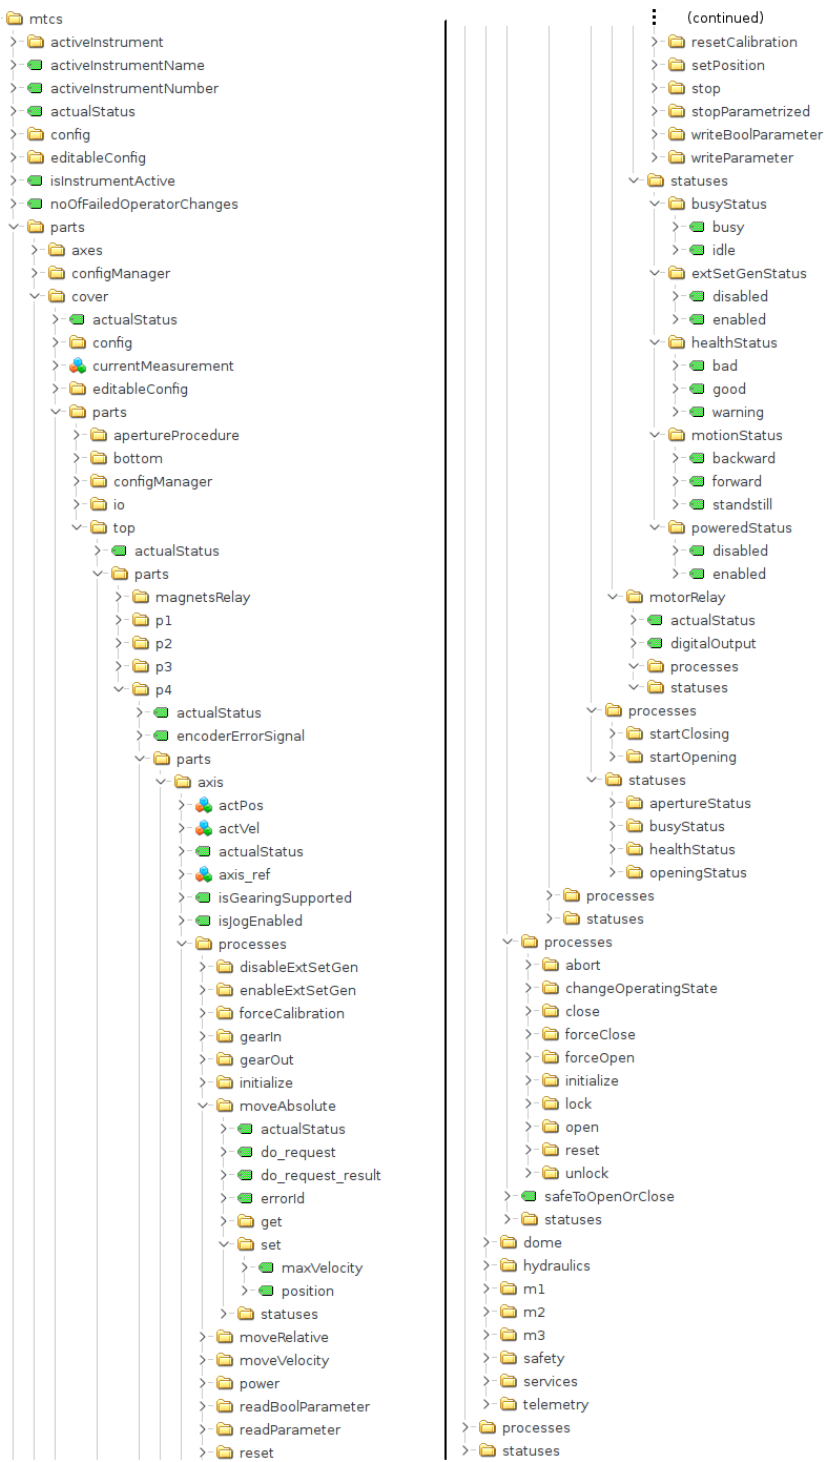 mtcs
activeInstrument
activeInstrumentName
activeInstrumentNumber
actualStatus
config
editableConfig
isInstrumentActive
noOfFailedOperatorChanges
parts
axes
configManager
cover
actualStatus
config
currentMeasurement
editableConfig
parts
apertureProcedure
bottom
configManager
io
top
actualStatus
parts
magnetsRelay
p1
p2
p3
p4
actualStatus
encoderErrorSignal
parts
axis
actPos
actVel
actualStatus
axis_ref
isGearingSupported
isJogEnabled
processes
disableExtSetGen
enableExtSetGen
forceCalibration
gearIn
gearOut
initialize
moveAbsolute
actualStatus
do_request
do_request_result
errorId
get
set
maxVelocity
position
statuses
moveRelative
moveVelocity
power
readBoolParameter
readParameter
reset
(continued)
resetCalibration
setPosition
stop
stopParametrized
writeBoolParameter
writeParameter
statuses
busyStatus
busy
idle
extSetGenStatus
disabled
enabled
healthStatus
bad
good
warning
motionStatus
backward
forward
standstill
poweredStatus
disabled
enabled
motorRelay
actualStatus
digitalOutput
processes
statuses
processes
startClosing
startOpening
statuses
apertureStatus
busyStatus
healthStatus
openingStatus
processes
statuses
processes
abort
changeOperatingState
close
forceClose
forceOpen
initialize
lock
open
reset
unlock
safeToOpenOrClose
statuses
dome
hydraulics
m1
m2
m3
safety
services
telemetry
processes
statuses